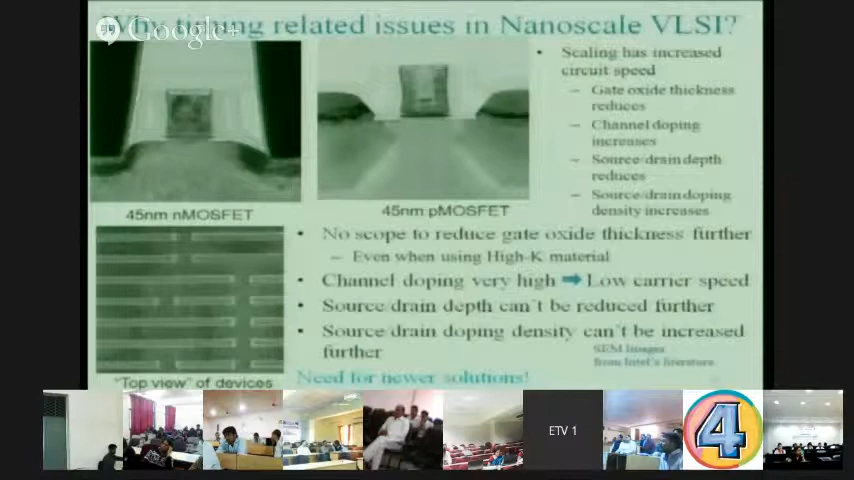 Why timing related issues in Nanoscale VLSI?
Google+
• Scaling has increased
circuit speed
– Gate oxide thickness
reduces
– Channel doping
increases
– Source/drain depth
reduces
– Source/drain doping
density increases
45nm nMOSFET
45nm pMOSFET
• No scope to reduce gate oxide thickness further
– Even when using High-K material
• Channel doping very high ➡ Low carrier speed
• Source/drain depth can't be reduced further
• Source/drain doping density can't be increased
further
SEM Images
from Intel's literature
"Top view" of devices
Need for newer solutions!
ETV 1
4